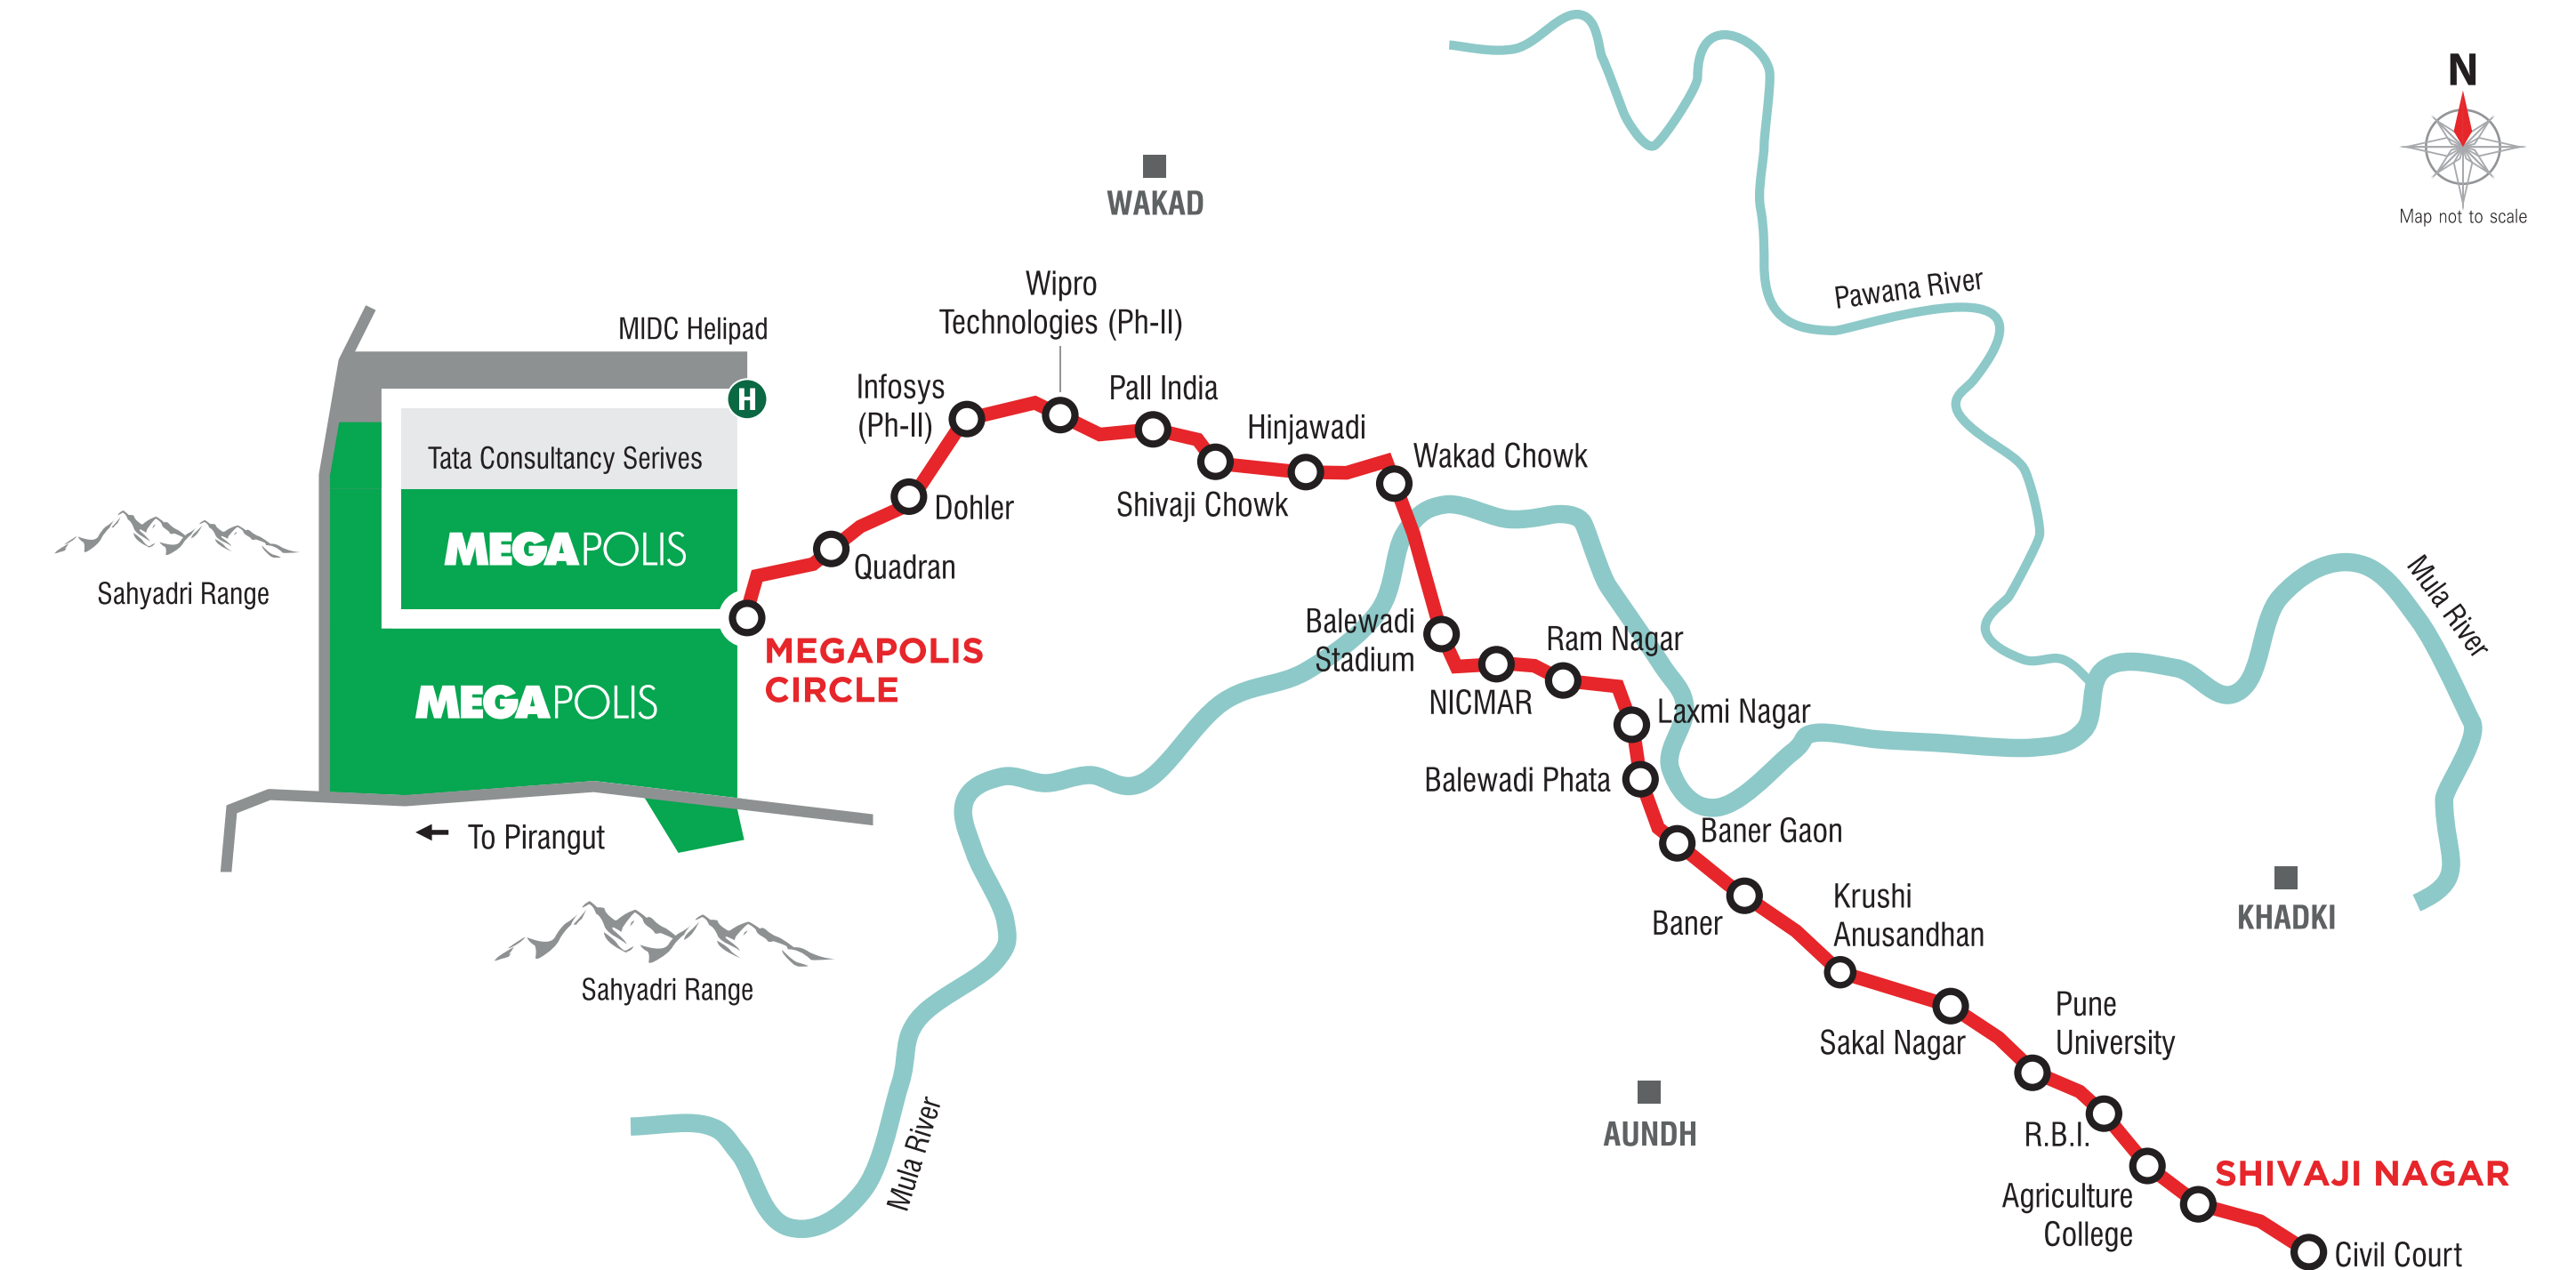 N
Map not to scale
WAKAD
Pawana River
Wipro
Technologies (Ph-II)
MIDC Helipad
H
Infosys
(Ph-II)
Pall India
Hinjawadi
Wakad Chowk
Tata Consultancy Serives
Shivaji Chowk
Dohler
MEGAPOLIS
Quadran
Sahyadri Range
Mula River
Balewadi
Stadium
Ram Nagar
MEGAPOLIS
CIRCLE
MEGAPOLIS
NICMAR
Laxmi Nagar
Balewadi Phata
To Pirangut
Baner Gaon
Krushi
Anusandhan
Baner
KHADKI
Sahyadri Range
Pune
University
Sakal Nagar
AUNDH
R.B.I.
Mula River
SHIVAJI NAGAR
Agriculture
College
Civil Court